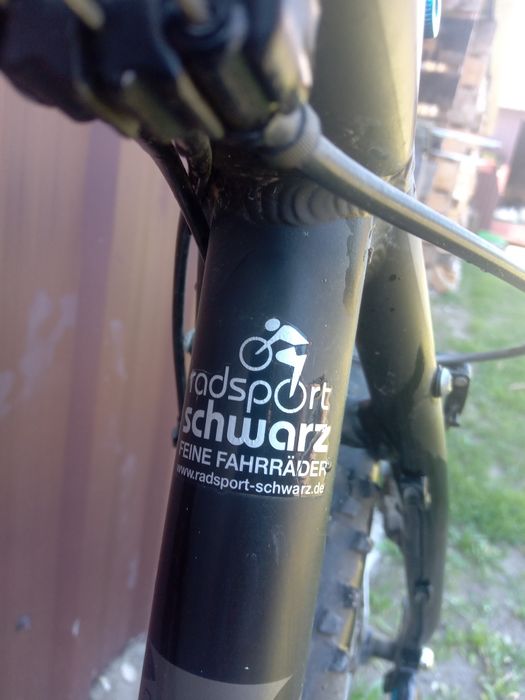 radsport
schwarz
FEINE FAHRRÄDER
www.radsport-schwarz.de